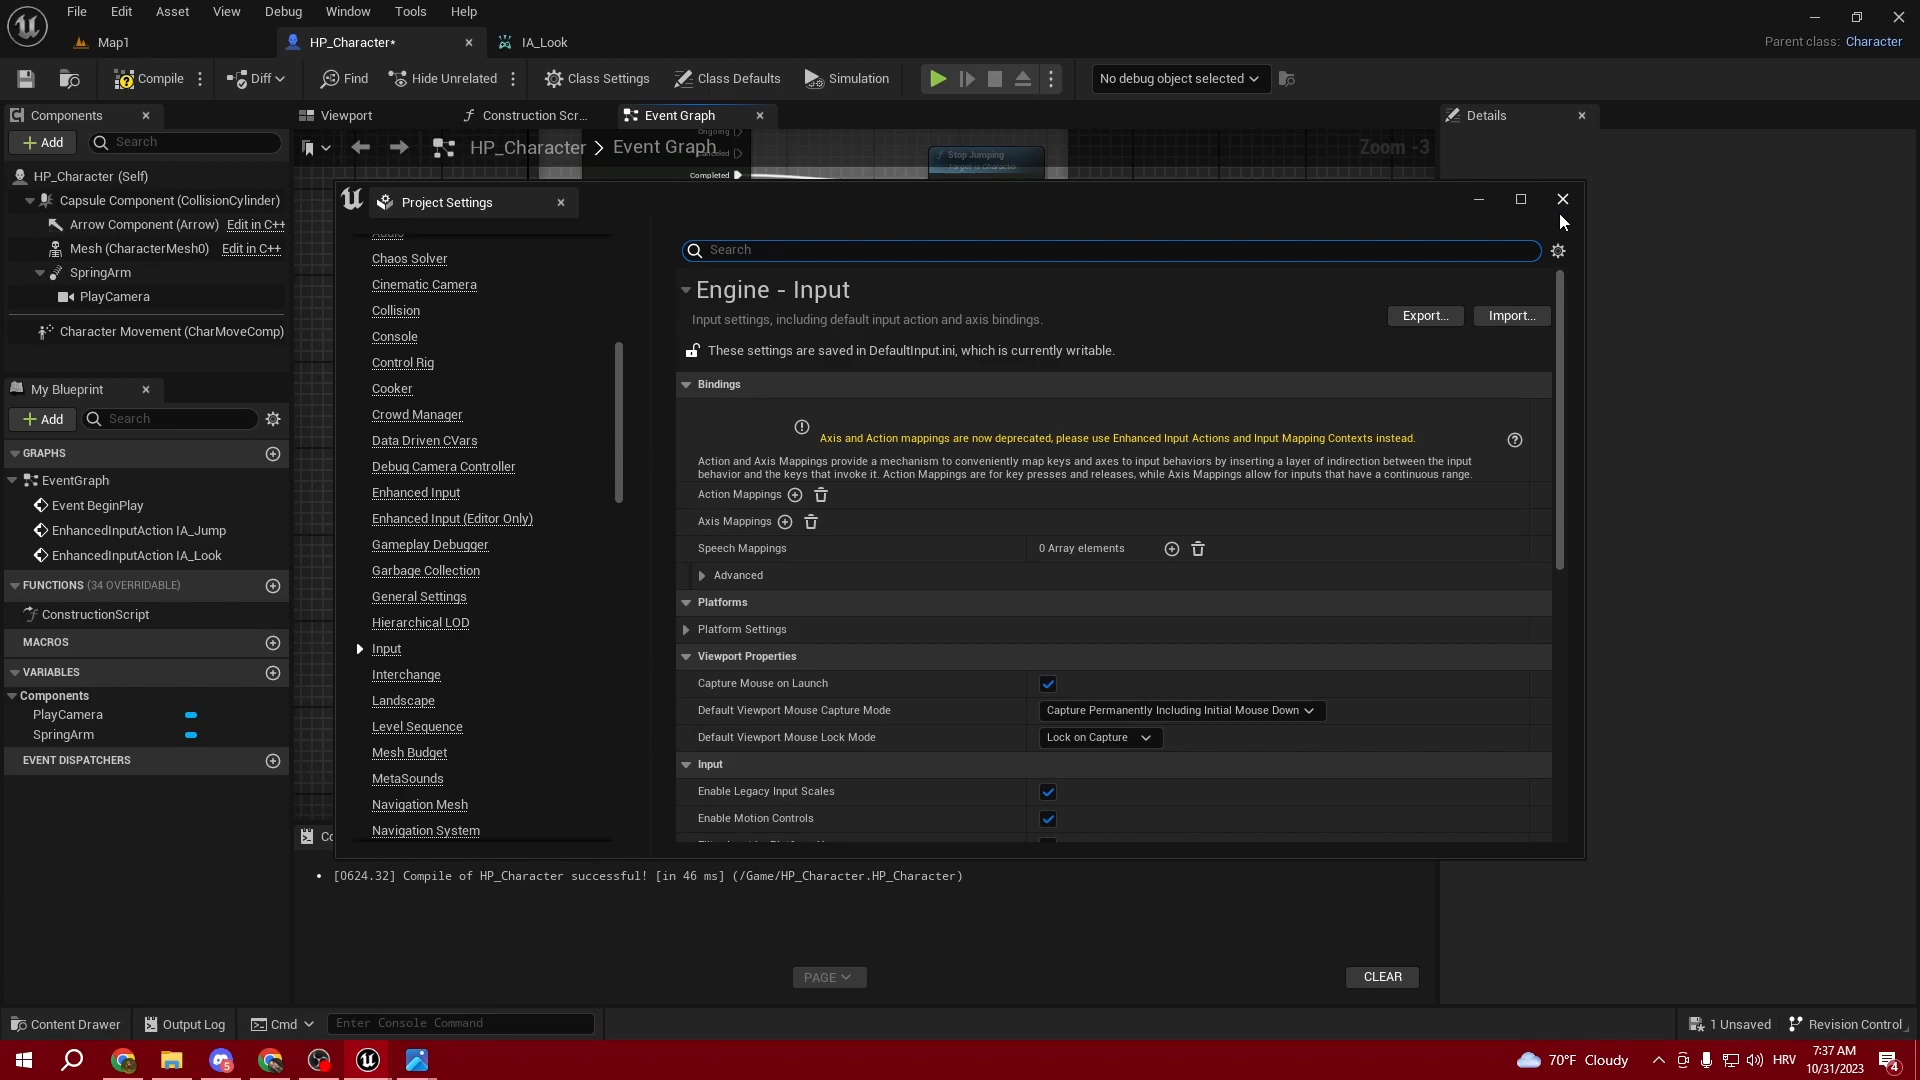 File Edit Asset View Debug Window Tools Help
Map1 HP_Character* IA_Look Parent class: Character
Compile Diff Find Hide Unrelated Class Settings Class Defaults Simulation No debug object selected
Components Viewport Construction Scr... Event Graph Details
Add Search HP_Character > Event Graph Zoom -3
Ongoing
Canceled
Completed
Stop Jumping
Target is Character
HP_Character (Self)
Capsule Component (CollisionCylinder)
Arrow Component (Arrow) Edit in C++
Mesh (CharacterMesh0) Edit in C++
SpringArm
PlayCamera
Character Movement (CharMoveComp)
My Blueprint
Add Search
GRAPHS
EventGraph
Event BeginPlay
EnhancedInputAction IA_Jump
EnhancedInputAction IA_Look
FUNCTIONS (34 OVERRIDABLE)
ConstructionScript
MACROS
VARIABLES
Components
PlayCamera
SpringArm
EVENT DISPATCHERS
Project Settings
Audio
Chaos Solver
Cinematic Camera
Collision
Console
Control Rig
Cooker
Crowd Manager
Data Driven CVars
Debug Camera Controller
Enhanced Input
Enhanced Input (Editor Only)
Gameplay Debugger
Garbage Collection
General Settings
Hierarchical LOD
Input
Interchange
Landscape
Level Sequence
Mesh Budget
MetaSounds
Navigation Mesh
Navigation System
Search
Engine - Input
Input settings, including default input action and axis bindings.
Export... Import...
These settings are saved in DefaultInput.ini, which is currently writable.
Bindings
Axis and Action mappings are now deprecated, please use Enhanced Input Actions and Input Mapping Contexts instead.
Action and Axis Mappings provide a mechanism to conveniently map keys and axes to input behaviors by inserting a layer of indirection between the input
behavior and the keys that invoke it. Action Mappings are for key presses and releases, while Axis Mappings allow for inputs that have a continuous range.
Action Mappings
Axis Mappings
Speech Mappings 0 Array elements
Advanced
Platforms
Platform Settings
Viewport Properties
Capture Mouse on Launch
Default Viewport Mouse Capture Mode Capture Permanently Including Initial Mouse Down
Default Viewport Mouse Lock Mode Lock on Capture
Input
Enable Legacy Input Scales
Enable Motion Controls
Co
[0624.32] Compile of HP_Character successful! [in 46 ms] (/Game/HP_Character.HP_Character)
PAGE CLEAR
Content Drawer Output Log Cmd Enter Console Command 1 Unsaved Revision Control
5 70°F Cloudy HRV 7:37 AM
10/31/2023 4